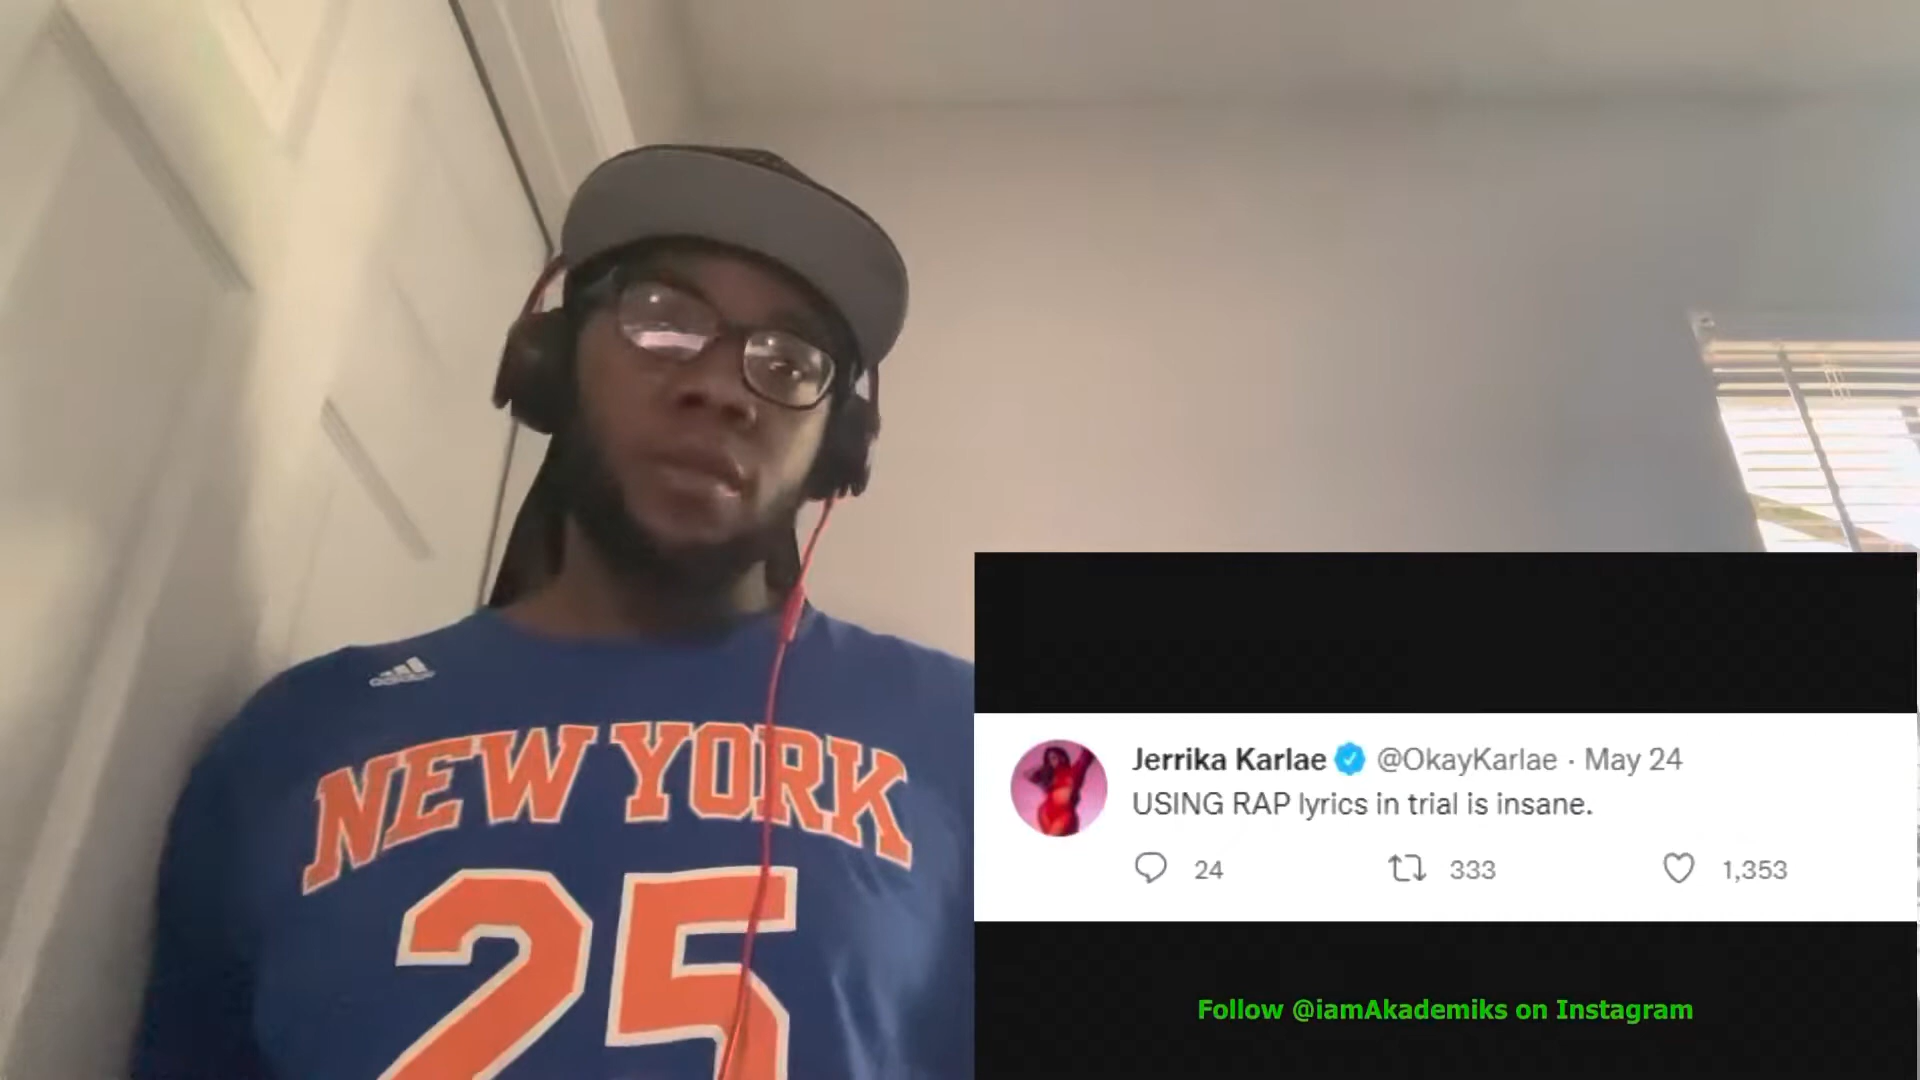 adidas
NEW YORK
25
Jerrika Karlae @OkayKarlae · May 24
USING RAP lyrics in trial is insane.
24 333 1,353
Follow @iamAkademiks on Instagram